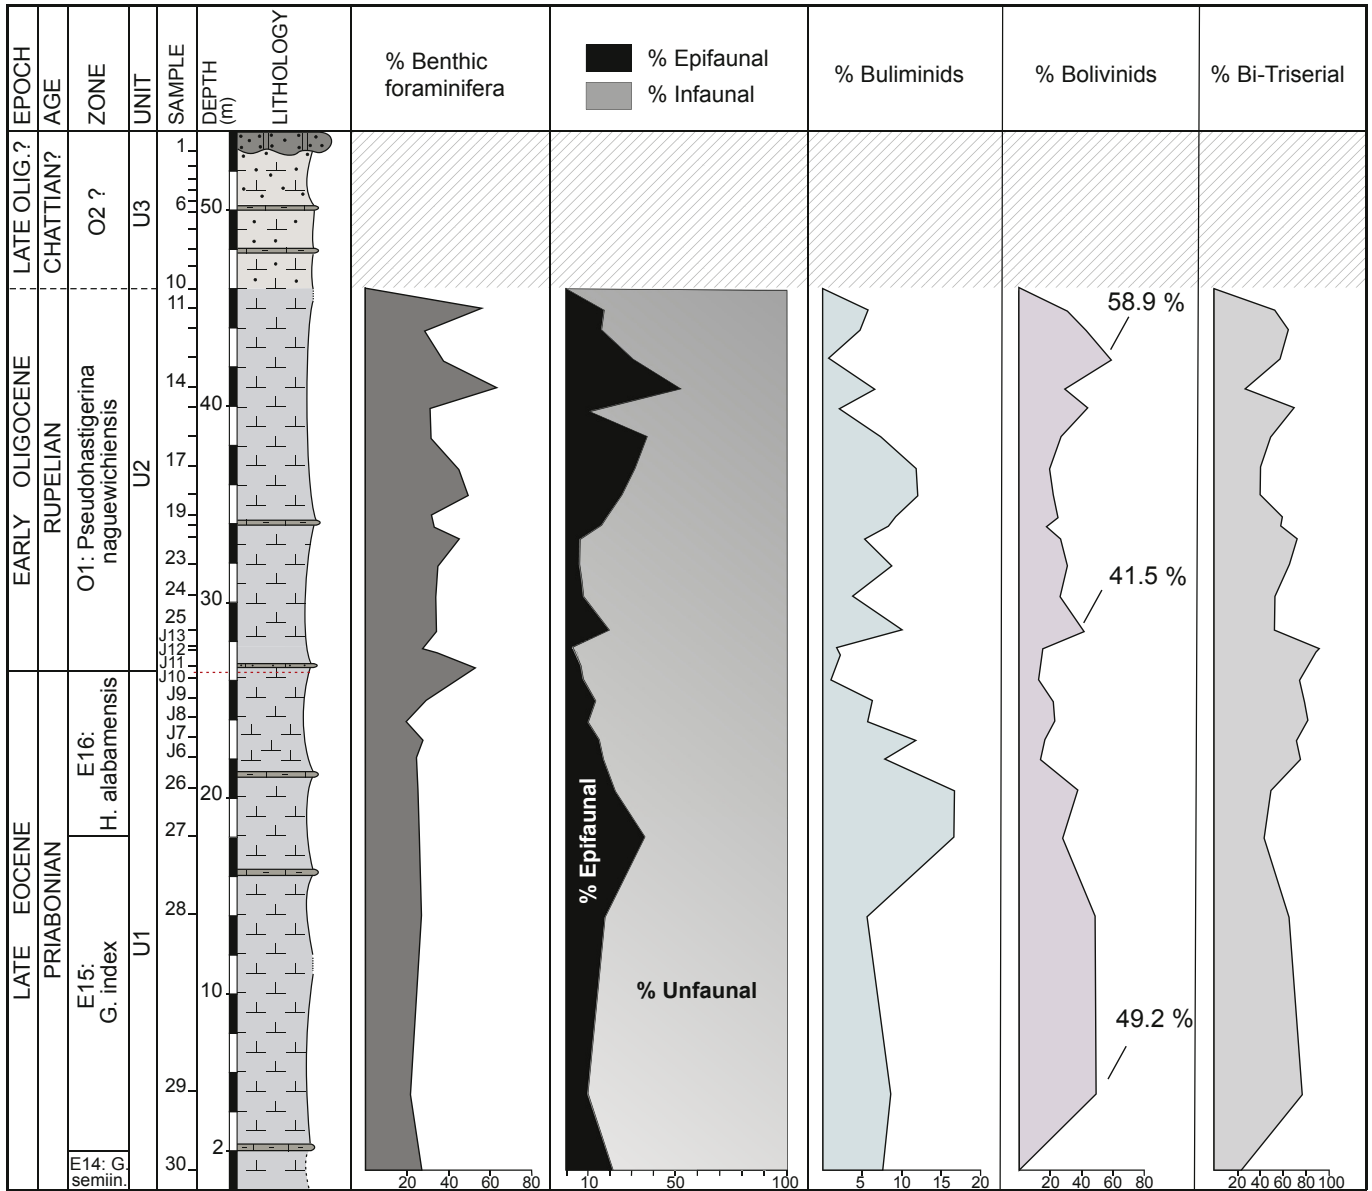 EPOCH
AGE
ZONE
UNIT
SAMPLE
DEPTH
(m)
LITHOLOGY
% Benthic
foraminifera
% Epifaunal
% Infaunal
% Buliminids
% Bolivinids
% Bi-Triserial
LATE OLIG.?
CHATTIAN?
O2 ?
U3
EARLY OLIGOCENE
RUPELIAN
O1: Pseudohastigerina
naguewichiensis
U2
LATE EOCENE
PRIABONIAN
E16:
H. alabamensis
E15:
G. index
U1
E14: G.
semiin.
1
6
10
11
14
17
19
23
24
25
J13
J12
J11
J10
J9
J8
J7
J6
26
27
28
29
30
50
40
30
20
10
2
% Epifaunal
% Unfaunal
58.9 %
41.5 %
49.2 %
20 40 60 80
10 50 100
5 10 15 20
20 40 60 80
20 40 60 80 100